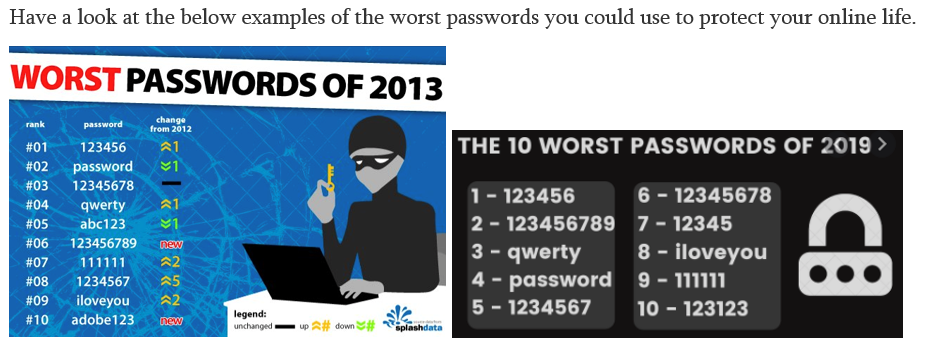 Have a look at the below examples of the worst passwords you could use to protect your online life.
WORST PASSWORDS OF 2013
rank password change from 2012
#01 123456 1
#02 password 1
#03 12345678
#04 qwerty 1
#05 abc123 1
#06 123456789 new
#07 111111 2
#08 1234567 5
#09 iloveyou 2
#10 adobe123 new
legend:
unchanged up # down #
splashdata
THE 10 WORST PASSWORDS OF 2019 >
1 - 123456
2 - 123456789
3 - qwerty
4 - password
5 - 1234567
6 - 12345678
7 - 12345
8 - iloveyou
9 - 111111
10 - 123123